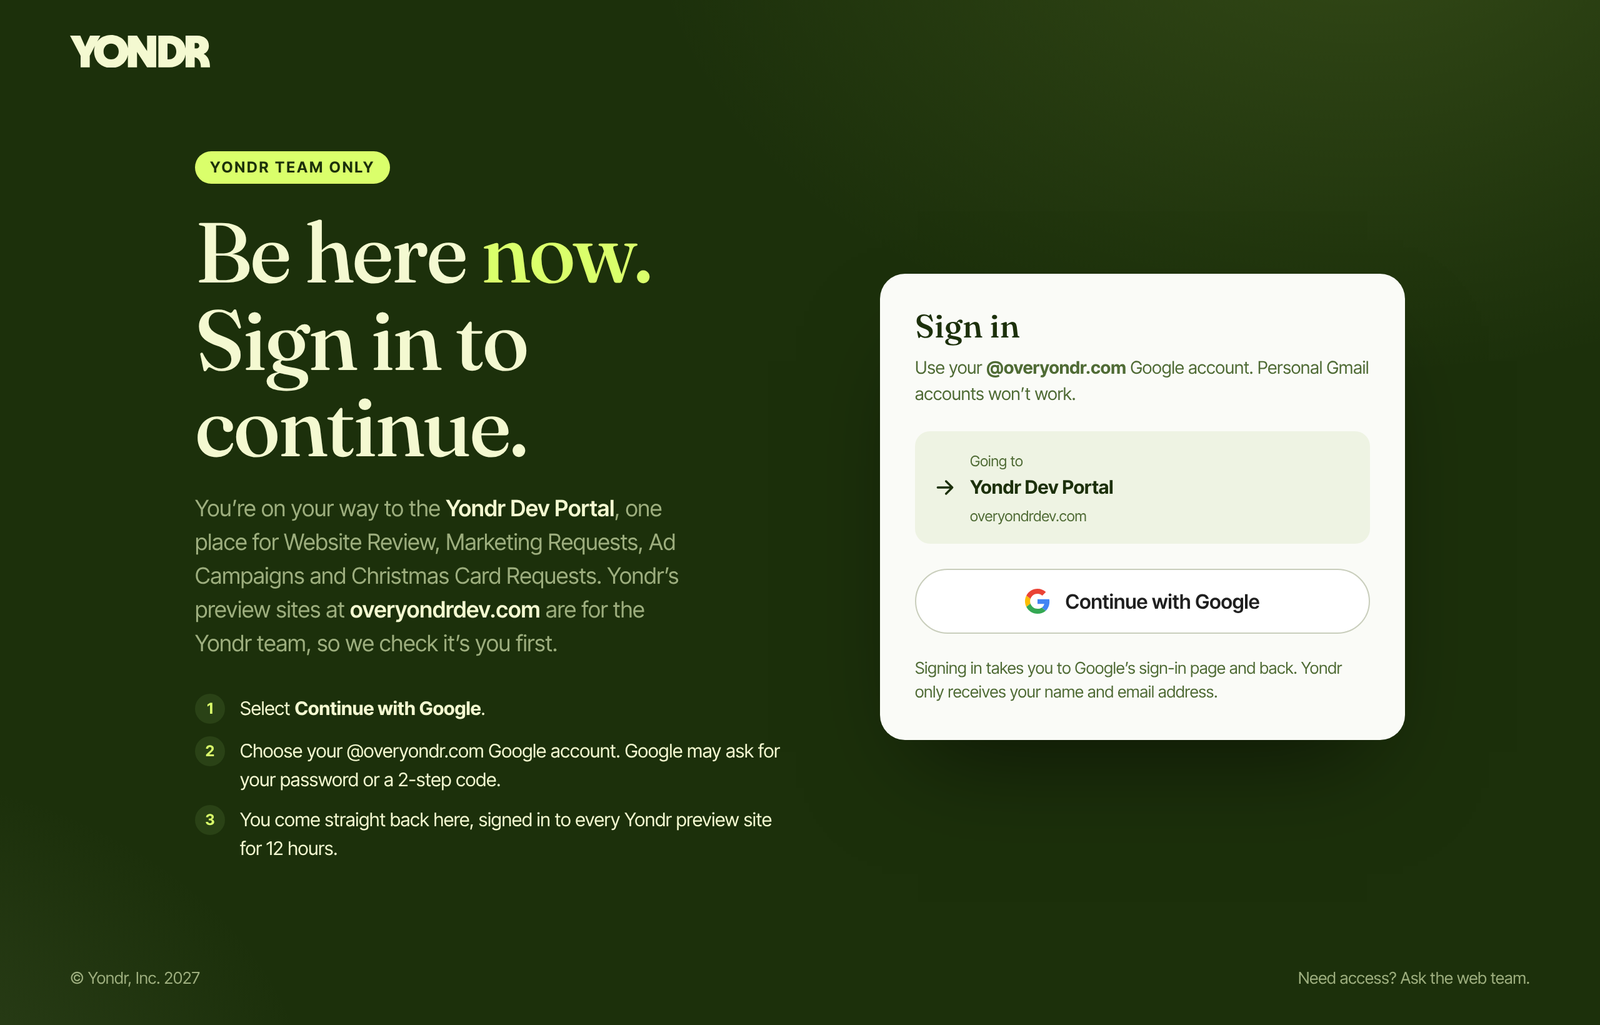 YONDR
YONDR TEAM ONLY
Be here now.
Sign in to
continue.
You’re on your way to the Yondr Dev Portal, one
place for Website Review, Marketing Requests, Ad
Campaigns and Christmas Card Requests. Yondr’s
preview sites at overyondrdev.com are for the
Yondr team, so we check it’s you first.
1 Select Continue with Google.
2 Choose your @overyondr.com Google account. Google may ask for
your password or a 2-step code.
3 You come straight back here, signed in to every Yondr preview site
for 12 hours.
Sign in
Use your @overyondr.com Google account. Personal Gmail
accounts won’t work.
Going to
Yondr Dev Portal
overyondrdev.com
Continue with Google
Signing in takes you to Google’s sign-in page and back. Yondr
only receives your name and email address.
© Yondr, Inc. 2027
Need access? Ask the web team.